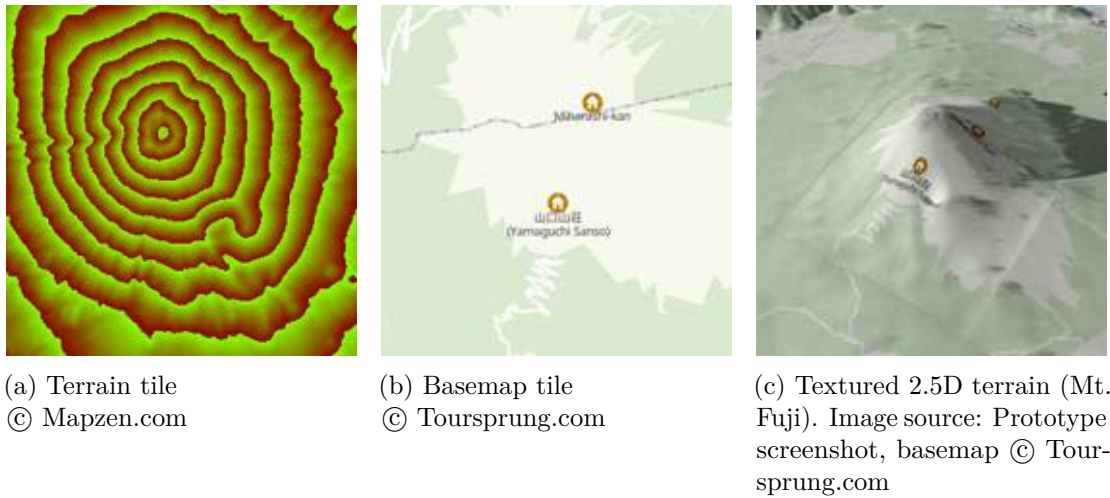 Miharashi-kan
山口山荘
(Yamaguchi Sanso)
(a) Terrain tile
© Mapzen.com
(b) Basemap tile
© Toursprung.com
(c) Textured 2.5D terrain (Mt.
Fuji). Image source: Prototype
screenshot, basemap © Tour-
sprung.com